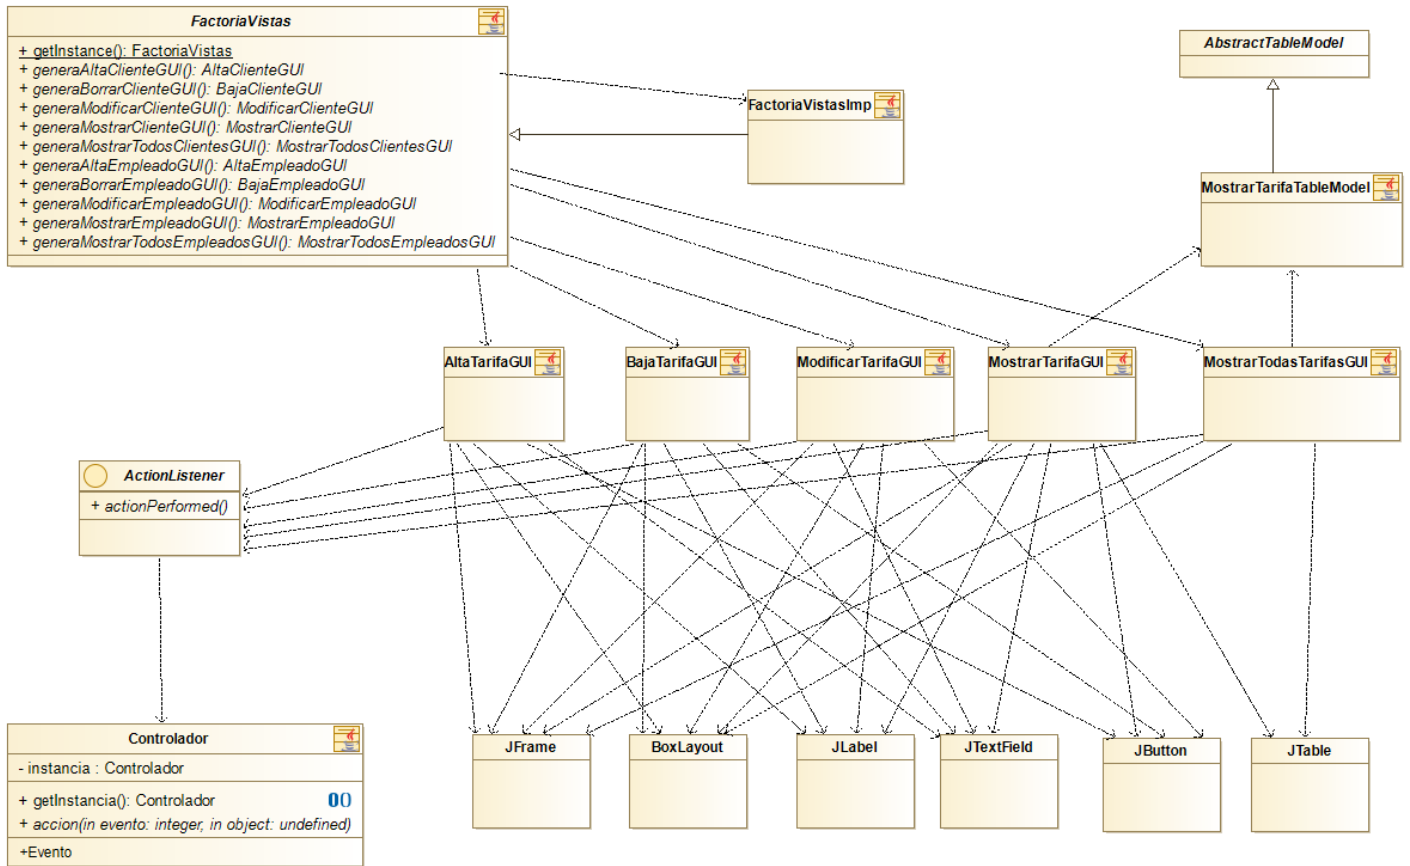 FactoriaVistas
+ getInstance(): FactoriaVistas
+ generaAltaClienteGUI(): AltaClienteGUI
+ generaBorrarClienteGUI(): BajaClienteGUI
+ generaModificarClienteGUI(): ModificarClienteGUI
+ generaMostrarClienteGUI(): MostrarClienteGUI
+ generaMostrarTodosClientesGUI(): MostrarTodosClientesGUI
+ generaAltaEmpleadoGUI(): AltaEmpleadoGUI
+ generaBorrarEmpleadoGUI(): BajaEmpleadoGUI
+ generaModificarEmpleadoGUI(): ModificarEmpleadoGUI
+ generaMostrarEmpleadoGUI(): MostrarEmpleadoGUI
+ generaMostrarTodosEmpleadosGUI(): MostrarTodosEmpleadosGUI
FactoriaVistasImp
AbstractTableModel
MostrarTarifaTableModel
AltaTarifaGUI
BajaTarifaGUI
ModificarTarifaGUI
MostrarTarifaGUI
MostrarTodasTarifasGUI
ActionListener
+ actionPerformed()
Controlador
- instancia : Controlador
+ getInstancia(): Controlador
+ accion(in evento: integer, in object: undefined)
+Evento
JFrame
BoxLayout
JLabel
JTextField
JButton
JTable